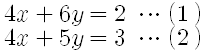 4x + 6y = 2 ⋯ (1)
4x + 5y = 3 ⋯ (2)